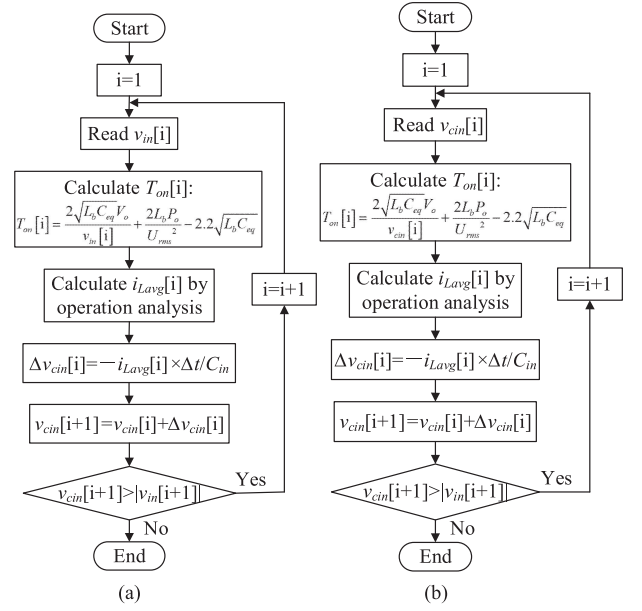 Start
i=1
Read v_in[i]
Calculate T_on[i]:
T_on[i] = 2√(L_b C_eq) V_o / v_in[i] + 2L_b P_o / U_rms² − 2.2√(L_b C_eq)
Calculate i_Lavg[i] by
operation analysis
i=i+1
Δv_cin[i]=−i_Lavg[i]×Δt/C_in
v_cin[i+1]=v_cin[i]+Δv_cin[i]
v_cin[i+1]>|v_in[i+1]|
Yes
No
End
(a)
Start
i=1
Read v_cin[i]
Calculate T_on[i]:
T_on[i] = 2√(L_b C_eq) V_o / v_cin[i] + 2L_b P_o / U_rms² − 2.2√(L_b C_eq)
Calculate i_Lavg[i] by
operation analysis
i=i+1
Δv_cin[i]=−i_Lavg[i]×Δt/C_in
v_cin[i+1]=v_cin[i]+Δv_cin[i]
v_cin[i+1]>|v_in[i+1]|
Yes
No
End
(b)